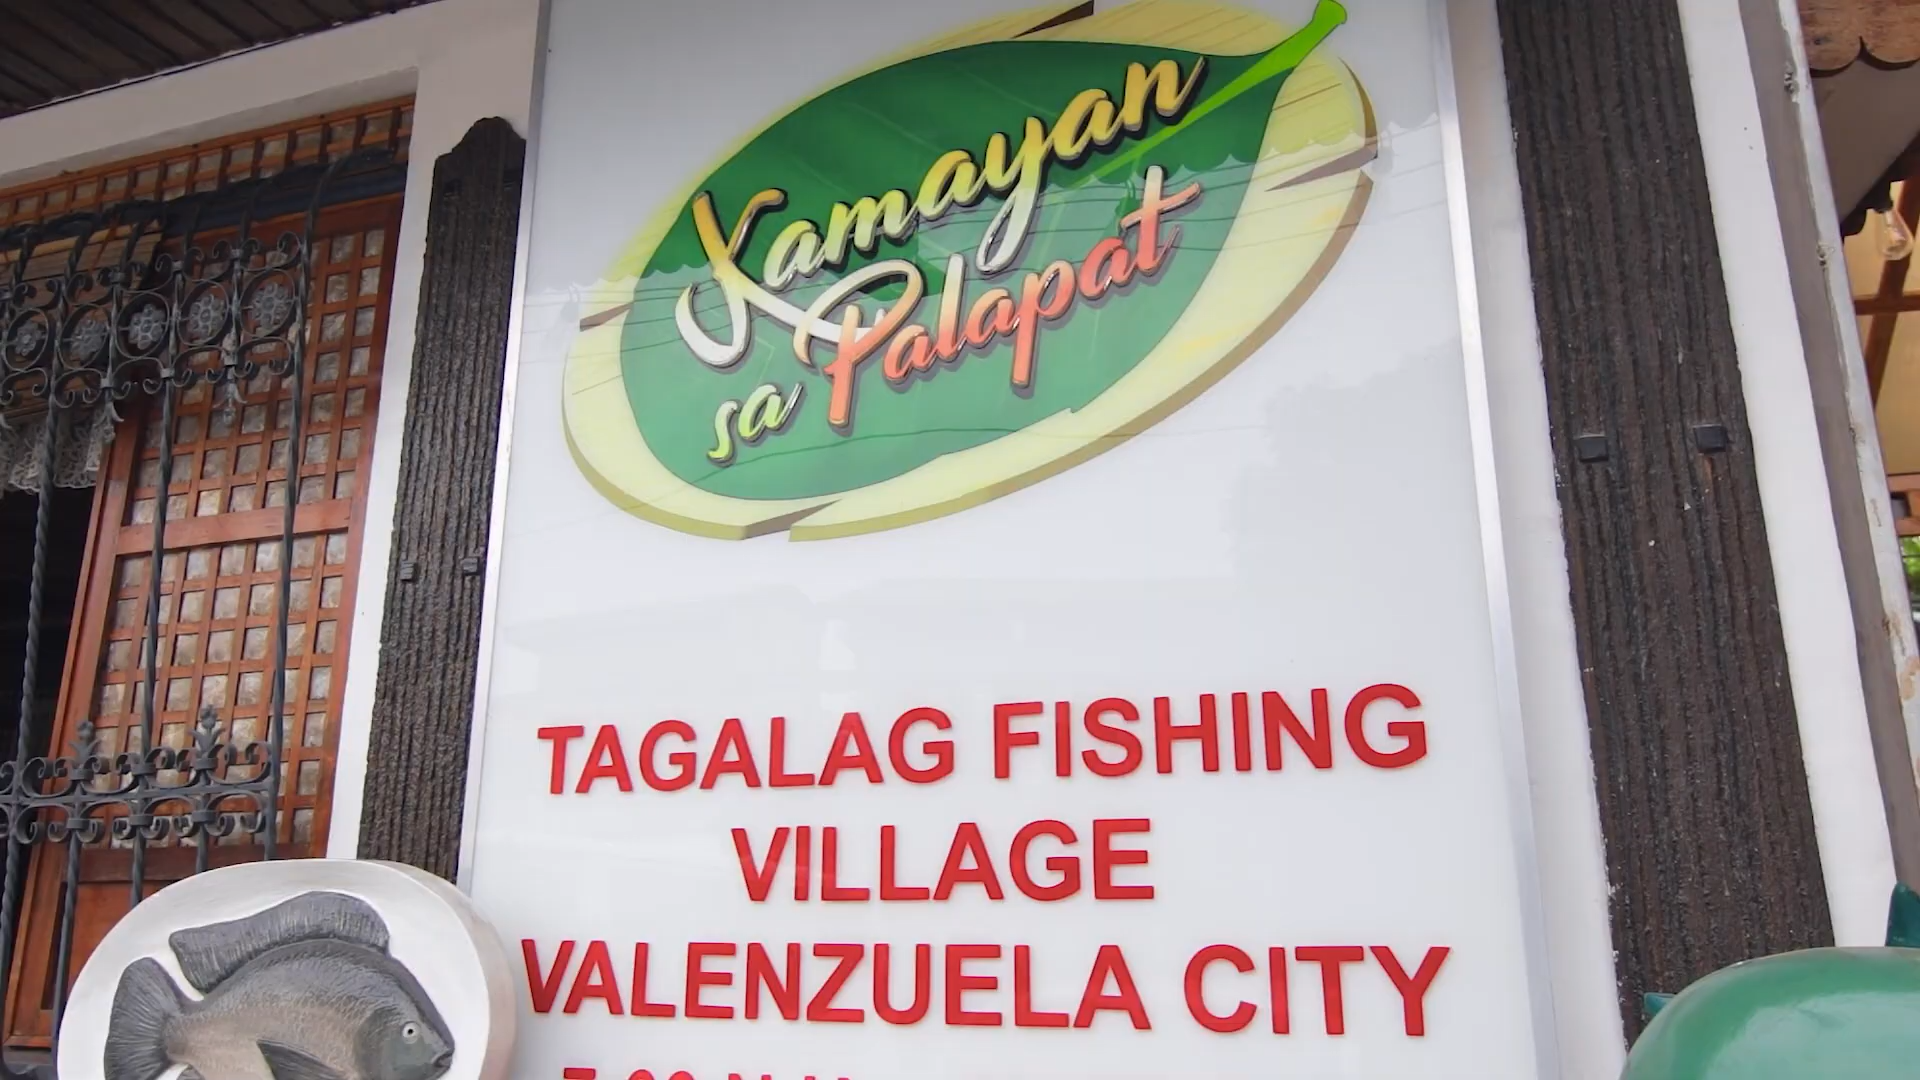 Kamayan
sa Palapat
TAGALAG FISHING
VILLAGE
VALENZUELA CITY